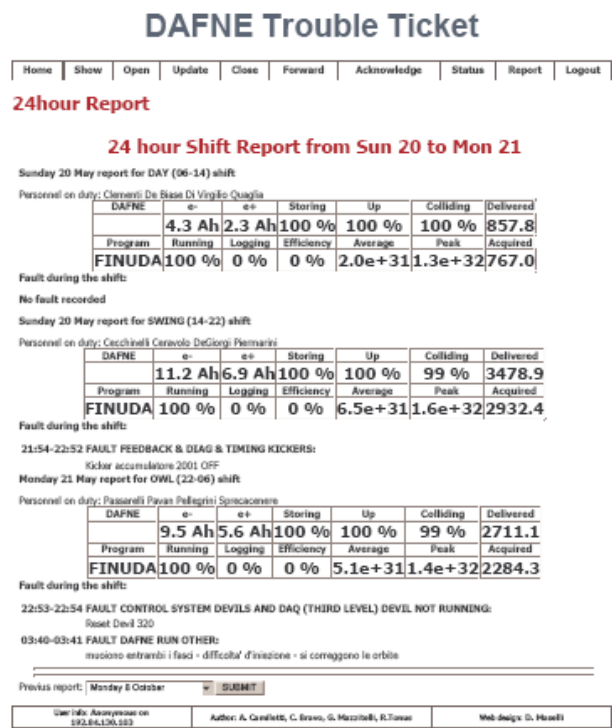 DAFNE Trouble Ticket
Home Show Open Update Close Forward Acknowledge Status Report Logout
24hour Report
24 hour Shift Report from Sun 20 to Mon 21
Sunday 20 May report for DAY (06-14) shift
Personnel on duty: Clementi De Biase Di Virgilio Quaglia
DAFNE e- e+ Storing Up Colliding Delivered
4.3 Ah 2.3 Ah 100 % 100 % 100 % 857.8
Program Running Logging Efficiency Average Peak Acquired
FINUDA 100 % 0 % 0 % 2.0e+31 1.3e+32 767.0
Fault during the shift:
No fault recorded
Sunday 20 May report for SWING (14-22) shift
Personnel on duty: Cecchinelli Ceravolo DeGiorgi Piermarini
DAFNE e- e+ Storing Up Colliding Delivered
11.2 Ah 6.9 Ah 100 % 100 % 99 % 3478.9
Program Running Logging Efficiency Average Peak Acquired
FINUDA 100 % 0 % 0 % 6.5e+31 1.6e+32 2932.4
Fault during the shift:
21:54-22:52 FAULT FEEDBACK & DIAG & TIMING KICKERS:
Kicker accumulatore 2001 OFF
Monday 21 May report for OWL (22-06) shift
Personnel on duty: Passarelli Pavan Pellegrini Sprecacenere
DAFNE e- e+ Storing Up Colliding Delivered
9.5 Ah 5.6 Ah 100 % 100 % 99 % 2711.1
Program Running Logging Efficiency Average Peak Acquired
FINUDA 100 % 0 % 0 % 5.1e+31 1.4e+32 2284.3
Fault during the shift:
22:53-22:54 FAULT CONTROL SYSTEM DEVILS AND DAQ (THIRD LEVEL) DEVIL NOT RUNNING:
Reset Devil 320
03:40-03:41 FAULT DAFNE RUN OTHER:
muoiono entrambi i fasci - difficolta' d'iniezione - si correggono le orbite
Previus report: Monday 8 October SUBMIT
User info: Anonymous on
192.84.130.103
Author: A. Camiletti, C. Bravo, G. Mazzitelli, R.Tomas
Web design: D. Maselli